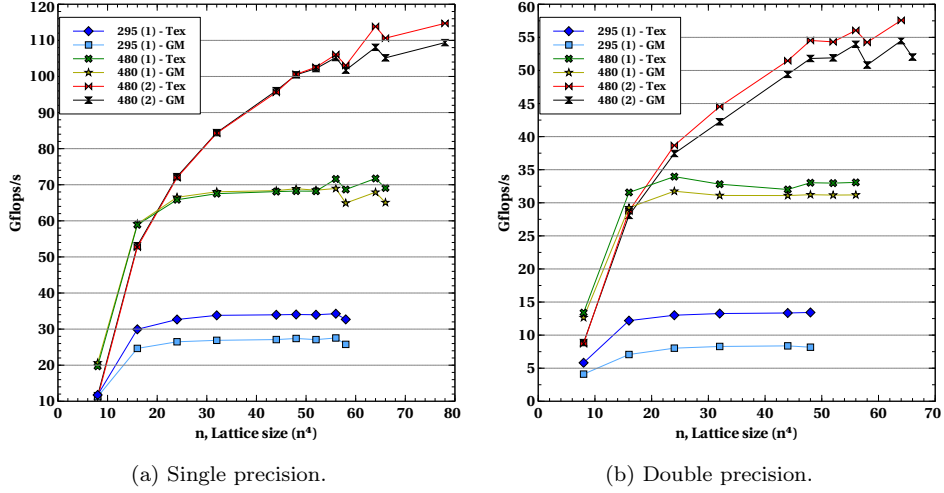 120
110
100
90
80
70
60
50
40
30
20
10
0
10
20
30
40
50
60
70
80
Gflops/s
n, Lattice size (n⁴)
295 (1) - Tex
295 (1) - GM
480 (1) - Tex
480 (1) - GM
480 (2) - Tex
480 (2) - GM
(a) Single precision.
60
55
50
45
40
35
30
25
20
15
10
5
0
0
10
20
30
40
50
60
70
Gflops/s
n, Lattice size (n⁴)
295 (1) - Tex
295 (1) - GM
480 (1) - Tex
480 (1) - GM
480 (2) - Tex
480 (2) - GM
(b) Double precision.